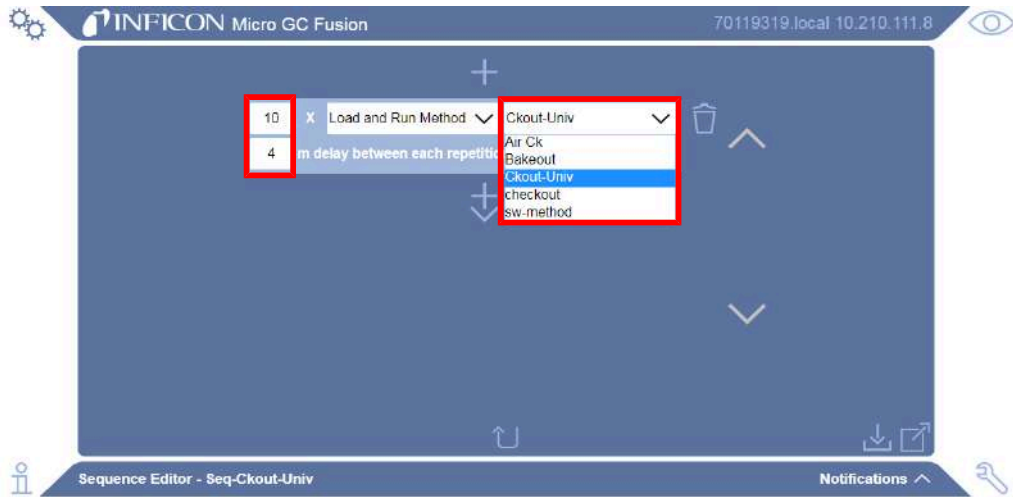 INFICON Micro GC Fusion
70119319.local 10.210.111.8
10 X Load and Run Method Ckout-Univ
4 m delay between each repetitio
Air Ck
Bakeout
Ckout-Univ
checkout
sw-method
Sequence Editor - Seq-Ckout-Univ
Notifications